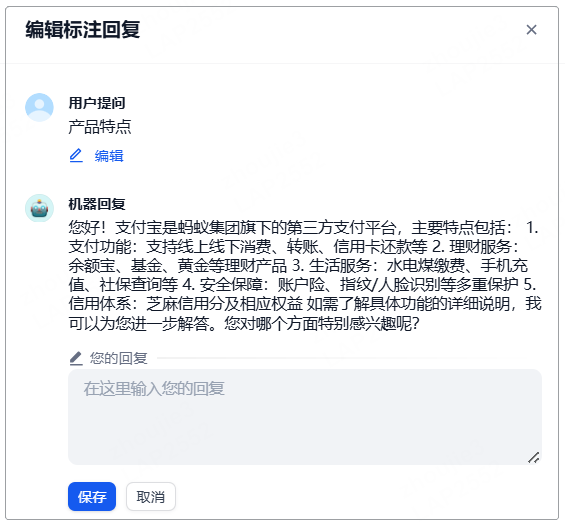 编辑标注回复
用户提问
产品特点
编辑
机器回复
您好！支付宝是蚂蚁集团旗下的第三方支付平台，主要特点包括： 1.
支付功能：支持线上线下消费、转账、信用卡还款等 2. 理财服务：
余额宝、基金、黄金等理财产品 3. 生活服务：水电煤缴费、手机充
值、社保查询等 4. 安全保障：账户险、指纹/人脸识别等多重保护 5.
信用体系：芝麻信用分及相应权益 如需了解具体功能的详细说明，我
可以为您进一步解答。您对哪个方面特别感兴趣呢？
您的回复
在这里输入您的回复
保存
取消